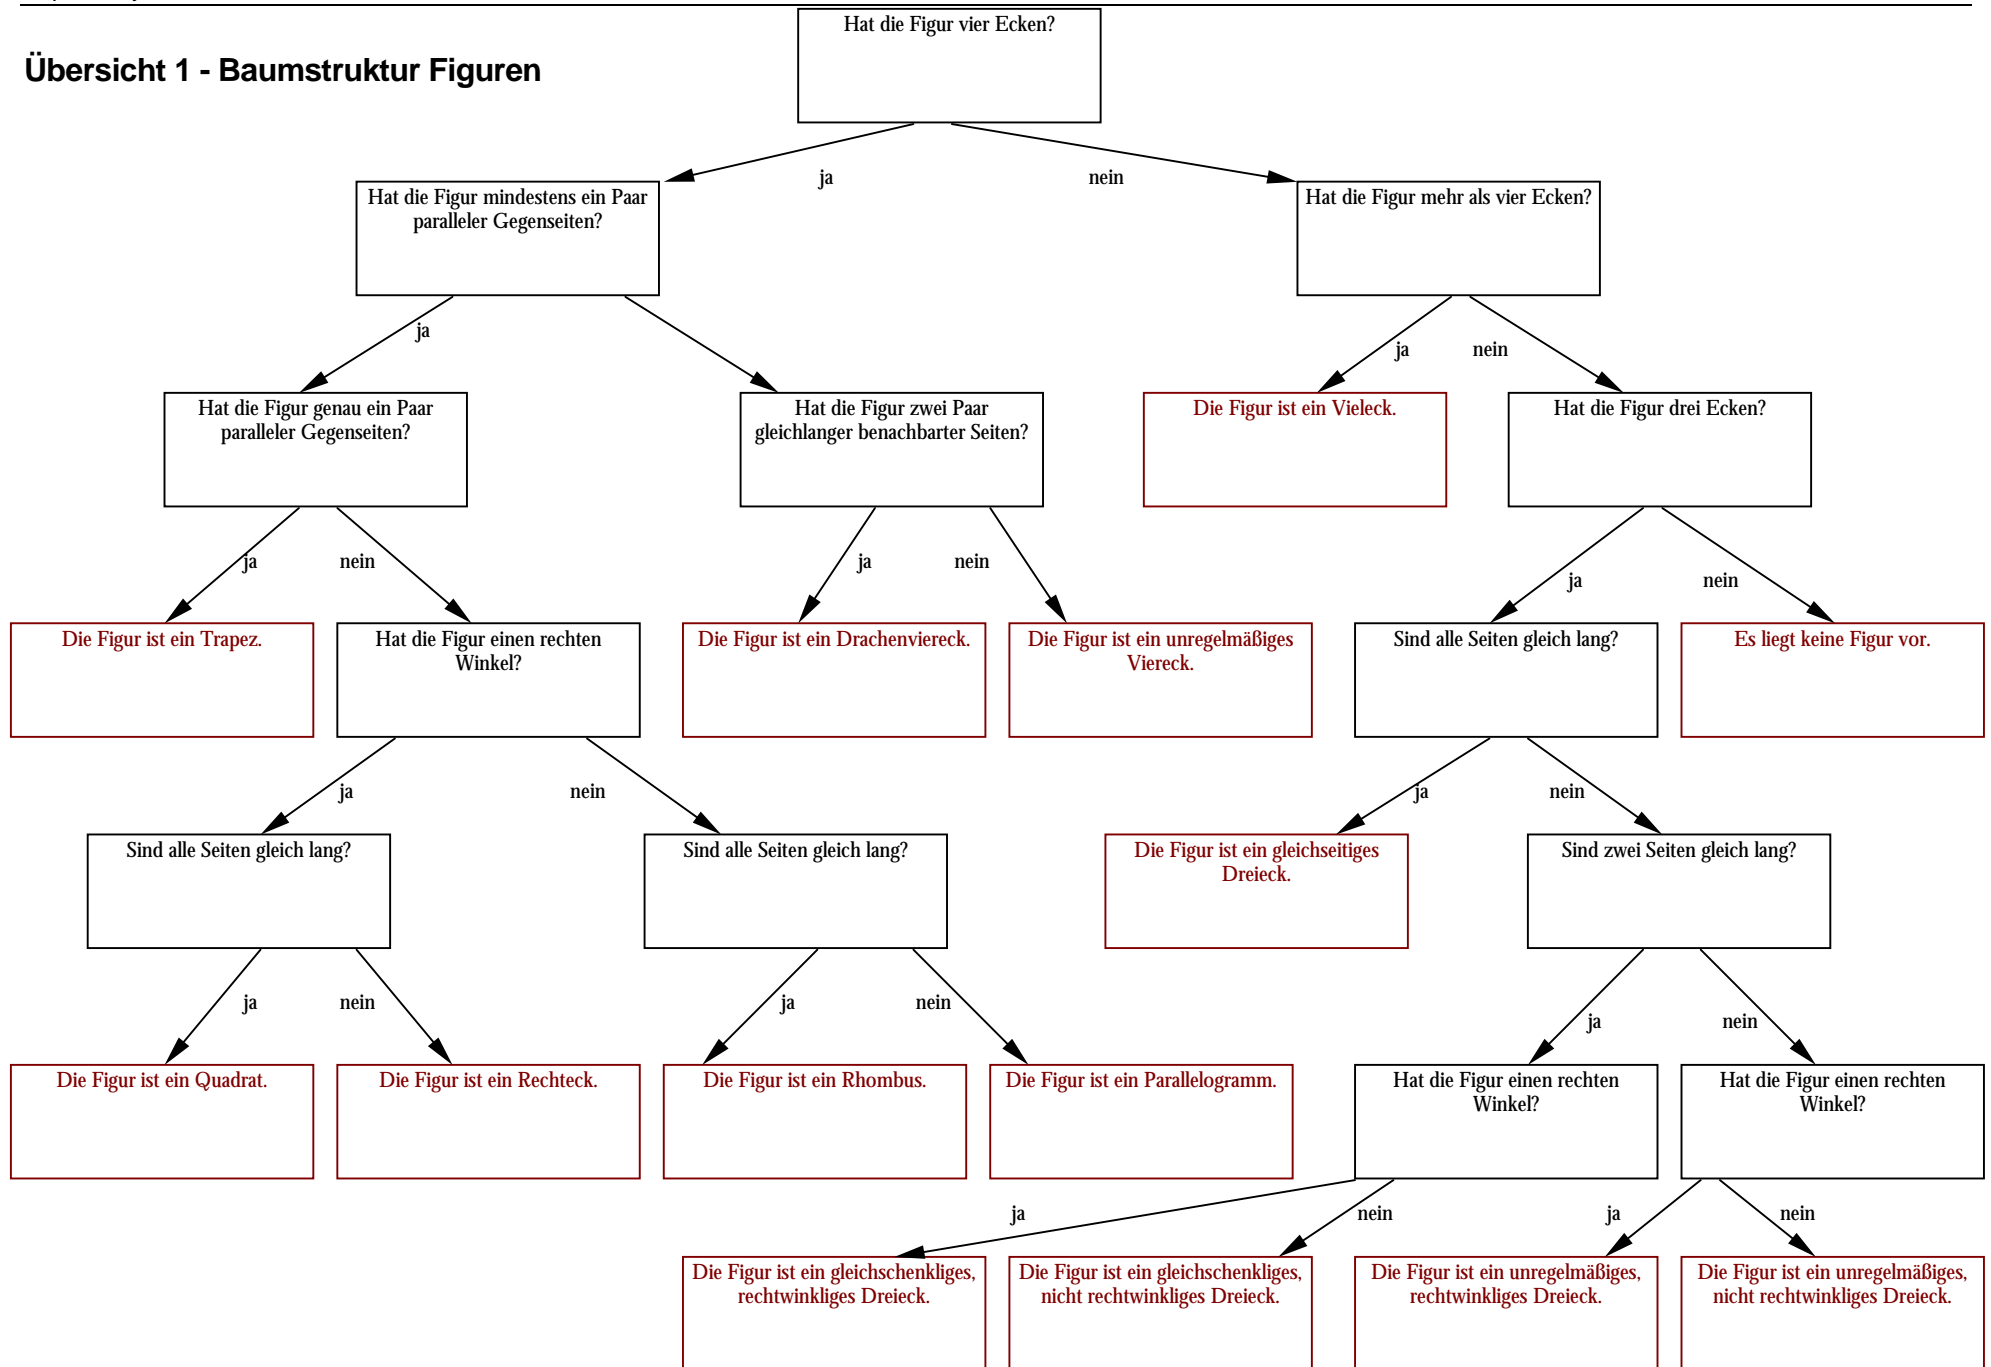 Hat die Figur vier Ecken?
Übersicht 1 - Baumstruktur Figuren
ja
nein
Hat die Figur mindestens ein Paar
paralleler Gegenseiten?
Hat die Figur mehr als vier Ecken?
ja
ja
nein
Hat die Figur genau ein Paar
paralleler Gegenseiten?
Hat die Figur zwei Paar
gleichlanger benachbarter Seiten?
Die Figur ist ein Vieleck.
Hat die Figur drei Ecken?
ja
nein
ja
nein
ja
nein
Die Figur ist ein Trapez.
Hat die Figur einen rechten
Winkel?
Die Figur ist ein Drachenviereck.
Die Figur ist ein unregelmäßiges
Viereck.
Sind alle Seiten gleich lang?
Es liegt keine Figur vor.
ja
nein
ja
nein
Sind alle Seiten gleich lang?
Sind alle Seiten gleich lang?
Die Figur ist ein gleichseitiges
Dreieck.
Sind zwei Seiten gleich lang?
ja
nein
ja
nein
ja
nein
Die Figur ist ein Quadrat.
Die Figur ist ein Rechteck.
Die Figur ist ein Rhombus.
Die Figur ist ein Parallelogramm.
Hat die Figur einen rechten
Winkel?
Hat die Figur einen rechten
Winkel?
ja
nein
ja
nein
Die Figur ist ein gleichschenkliges,
rechtwinkliges Dreieck.
Die Figur ist ein gleichschenkliges,
nicht rechtwinkliges Dreieck.
Die Figur ist ein unregelmäßiges,
rechtwinkliges Dreieck.
Die Figur ist ein unregelmäßiges,
nicht rechtwinkliges Dreieck.